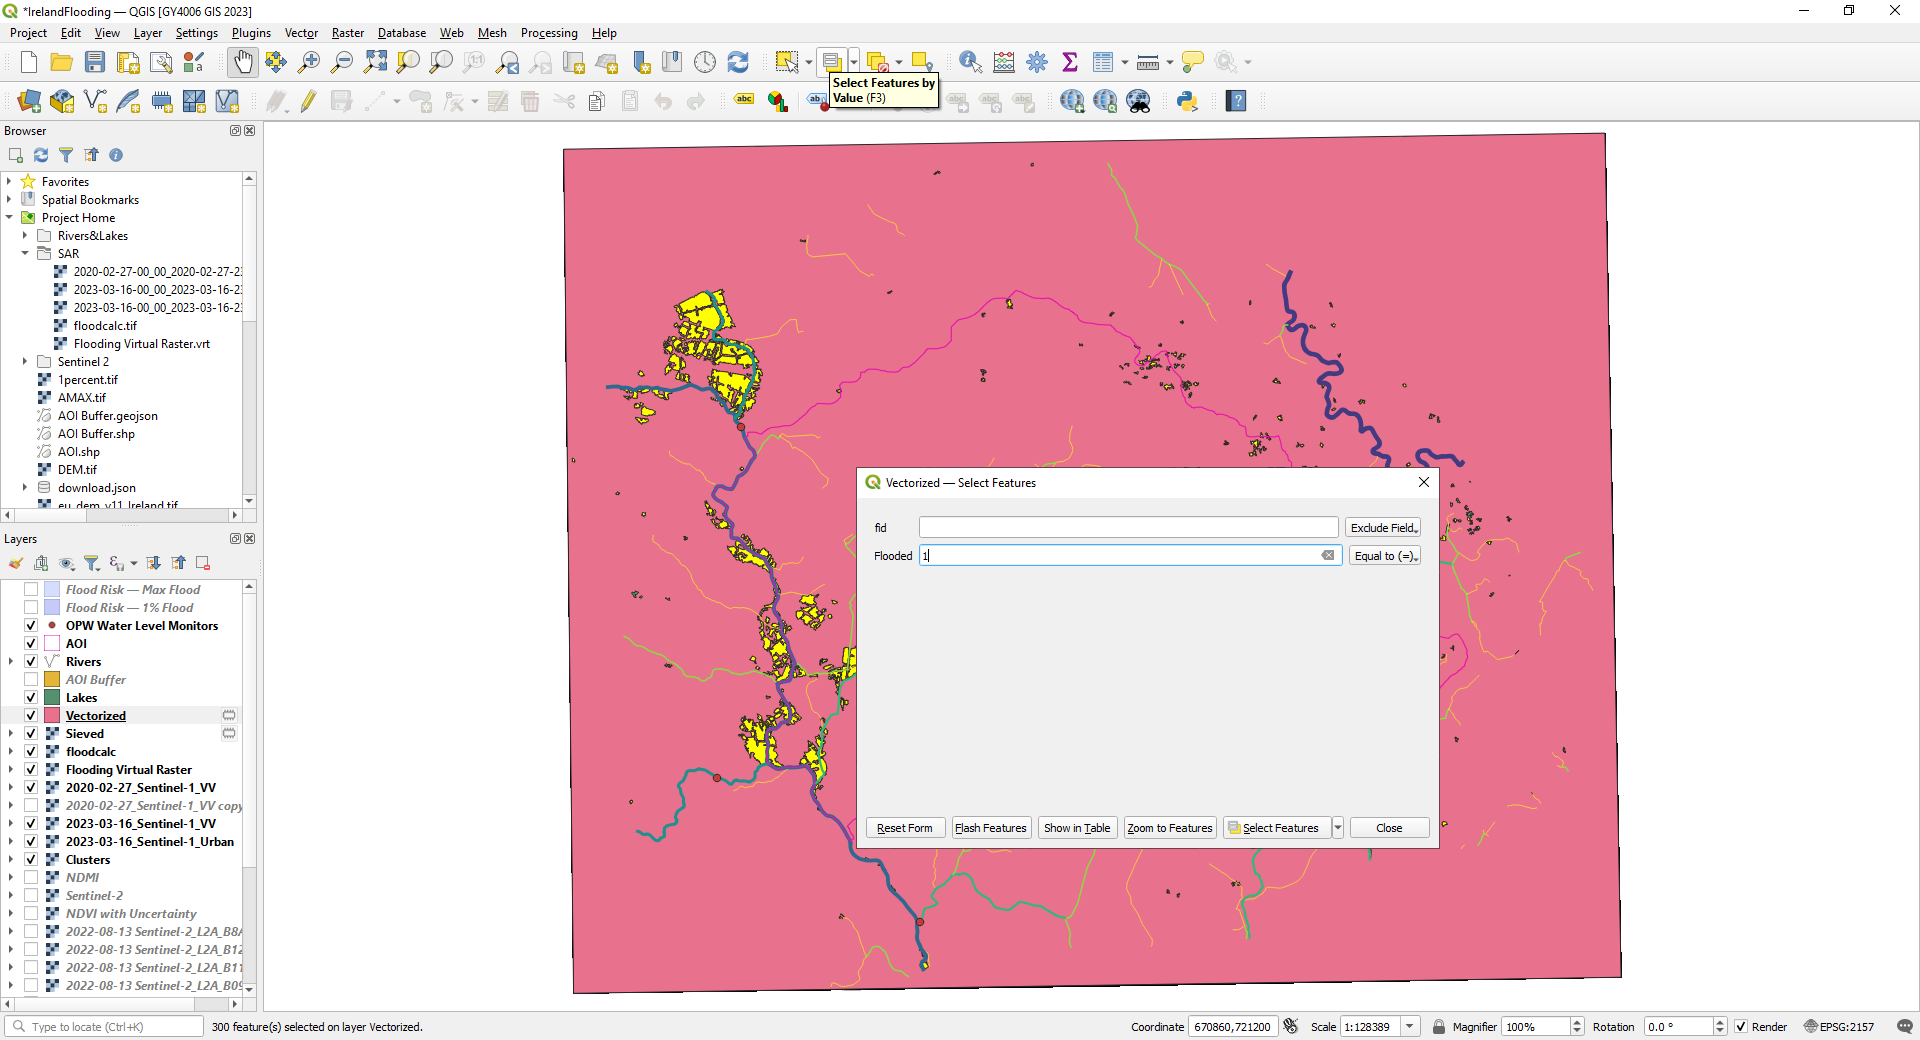 *IrelandFlooding — QGIS [GY4006 GIS 2023]
Project Edit View Layer Settings Plugins Vector Raster Database Web Mesh Processing Help
Select Features by
Value (F3)
abc
Browser
Favorites
Spatial Bookmarks
Project Home
Rivers&Lakes
SAR
2020-02-27-00_00_2020-02-27-2
2023-03-16-00_00_2023-03-16-2
2023-03-16-00_00_2023-03-16-2
floodcalc.tif
Flooding Virtual Raster.vrt
Sentinel 2
1percent.tif
AMAX.tif
AOI Buffer.geojson
AOI Buffer.shp
AOI.shp
DEM.tif
download.json
eu_dem_v11_Ireland.tif
Layers
Flood Risk — Max Flood
Flood Risk — 1% Flood
OPW Water Level Monitors
AOI
Rivers
AOI Buffer
Lakes
Vectorized
Sieved
floodcalc
Flooding Virtual Raster
2020-02-27_Sentinel-1_VV
2020-02-27_Sentinel-1_VV copy
2023-03-16_Sentinel-1_VV
2023-03-16_Sentinel-1_Urban
Clusters
NDMI
Sentinel-2
NDVI with Uncertainty
2022-08-13 Sentinel-2_L2A_B8A
2022-08-13 Sentinel-2_L2A_B12
2022-08-13 Sentinel-2_L2A_B11
2022-08-13 Sentinel-2_L2A_B09
Vectorized — Select Features
fid
Exclude Field
Flooded 1
Equal to (=)
Reset Form Flash Features Show in Table Zoom to Features Select Features Close
Type to locate (Ctrl+K) 300 feature(s) selected on layer Vectorized. Coordinate 670860,721200 Scale 1:128389 Magnifier 100% Rotation 0.0 ° Render EPSG:2157